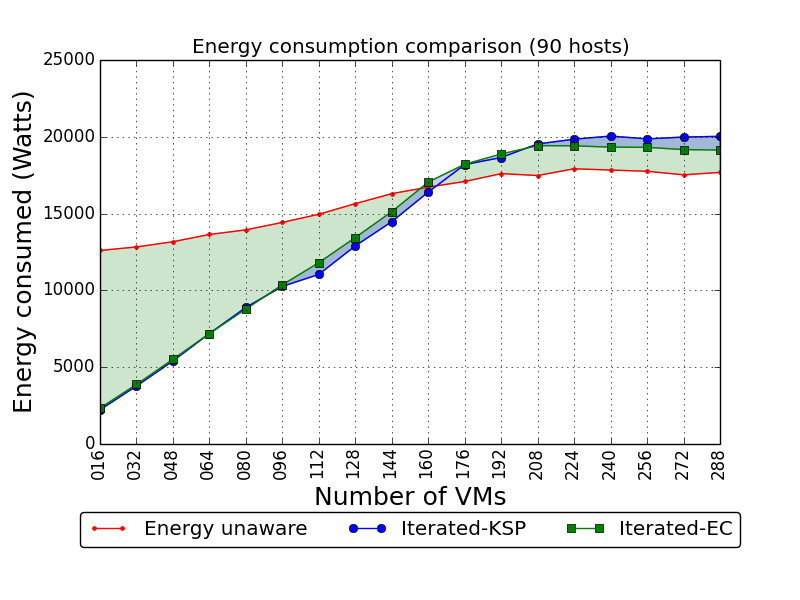 Energy consumption comparison (90 hosts)
25000
20000
15000
10000
5000
0
Energy consumed (Watts)
016 032 048 064 080 096 112 128 144 160 176 192 208 224 240 256 272 288
Number of VMs
Energy unaware Iterated-KSP Iterated-EC